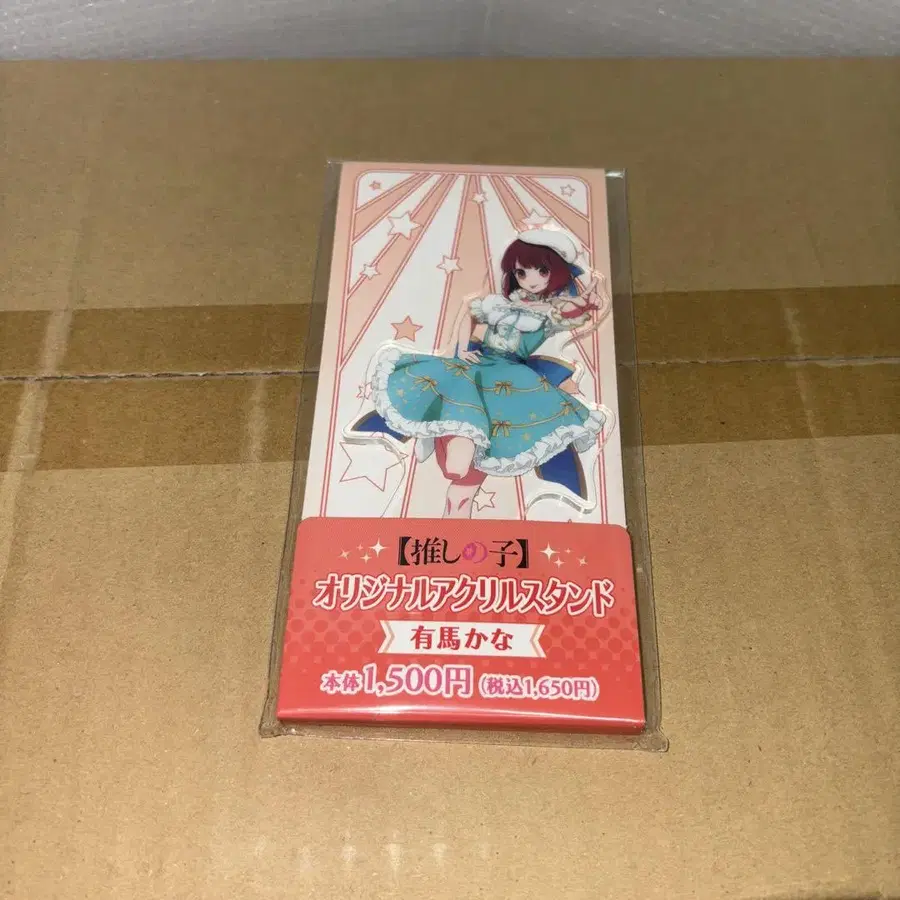 【推しの子】
オリジナルアクリルスタンド
有馬かな
本体1,500円(税込1,650円)